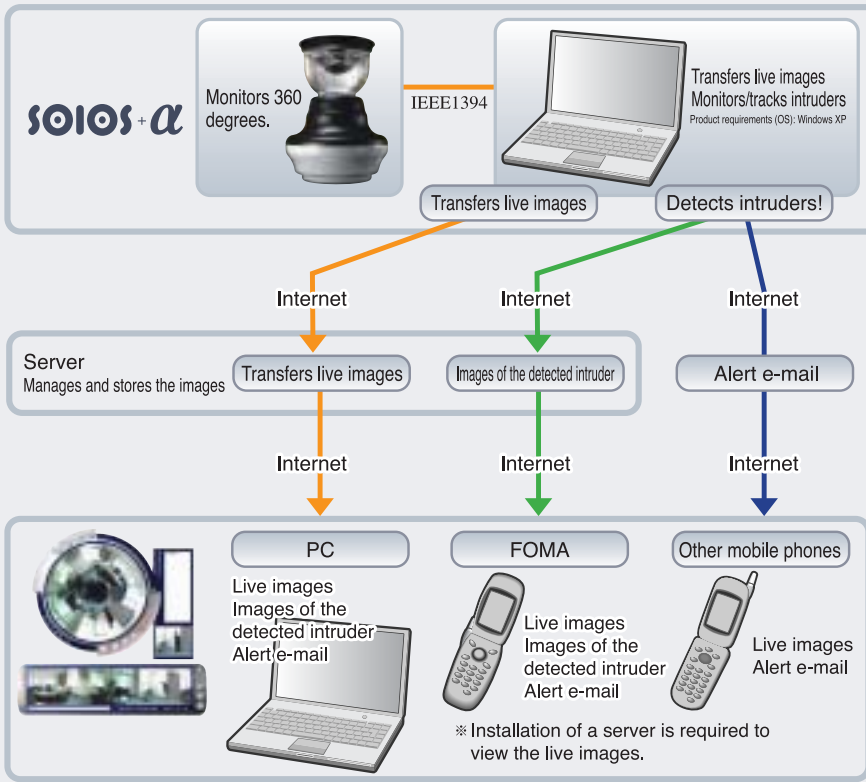 SOIOS + α
Monitors 360
degrees.
IEEE1394
Transfers live images
Monitors/tracks intruders
Product requirements (OS): Windows XP
Transfers live images
Detects intruders!
Internet
Internet
Internet
Server
Manages and stores the images
Transfers live images
Images of the detected intruder
Alert e-mail
Internet
Internet
Internet
PC
Live images
Images of the
detected intruder
Alert e-mail
FOMA
Live images
Images of the
detected intruder
Alert e-mail
Other mobile phones
Live images
Alert e-mail
※ Installation of a server is required to
view the live images.